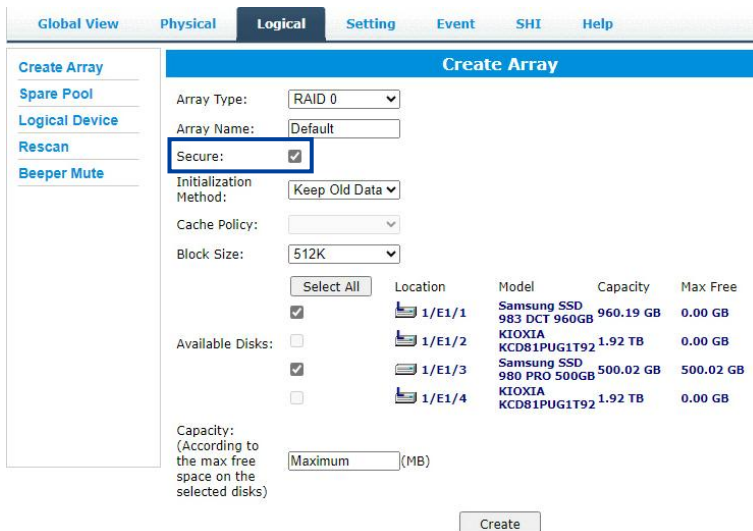 Global View Physical Logical Setting Event SHI Help
Create Array
Spare Pool
Logical Device
Rescan
Beeper Mute
Create Array
Array Type: RAID 0
Array Name: Default
Secure:
Initialization
Method: Keep Old Data
Cache Policy:
Block Size: 512K
Select All Location Model Capacity Max Free
1/E1/1 Samsung SSD
983 DCT 960GB 960.19 GB 0.00 GB
Available Disks: 1/E1/2 KIOXIA
KCD81PUG1T92 1.92 TB 0.00 GB
1/E1/3 Samsung SSD
980 PRO 500GB 500.02 GB 500.02 GB
1/E1/4 KIOXIA
KCD81PUG1T92 1.92 TB 0.00 GB
Capacity:
(According to
the max free
space on the
selected disks) Maximum (MB)
Create